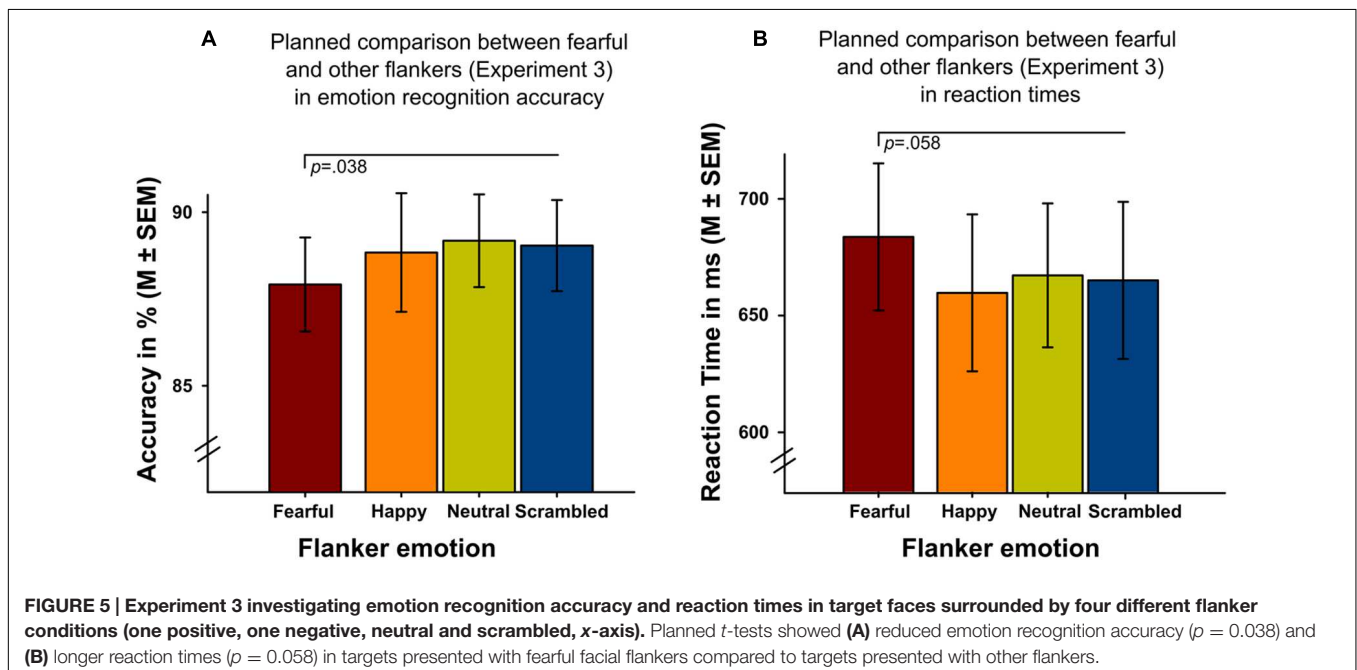 A
Planned comparison between fearful
and other flankers (Experiment 3)
in emotion recognition accuracy
p=.038
Accuracy in % (M ± SEM)
90
85
Fearful Happy Neutral Scrambled
Flanker emotion
B
Planned comparison between fearful
and other flankers (Experiment 3)
in reaction times
p=.058
Reaction Time in ms (M ± SEM)
700
650
600
Fearful Happy Neutral Scrambled
Flanker emotion
FIGURE 5 | Experiment 3 investigating emotion recognition accuracy and reaction times in target faces surrounded by four different flanker
conditions (one positive, one negative, neutral and scrambled, x-axis). Planned t-tests showed (A) reduced emotion recognition accuracy (p = 0.038) and
(B) longer reaction times (p = 0.058) in targets presented with fearful facial flankers compared to targets presented with other flankers.